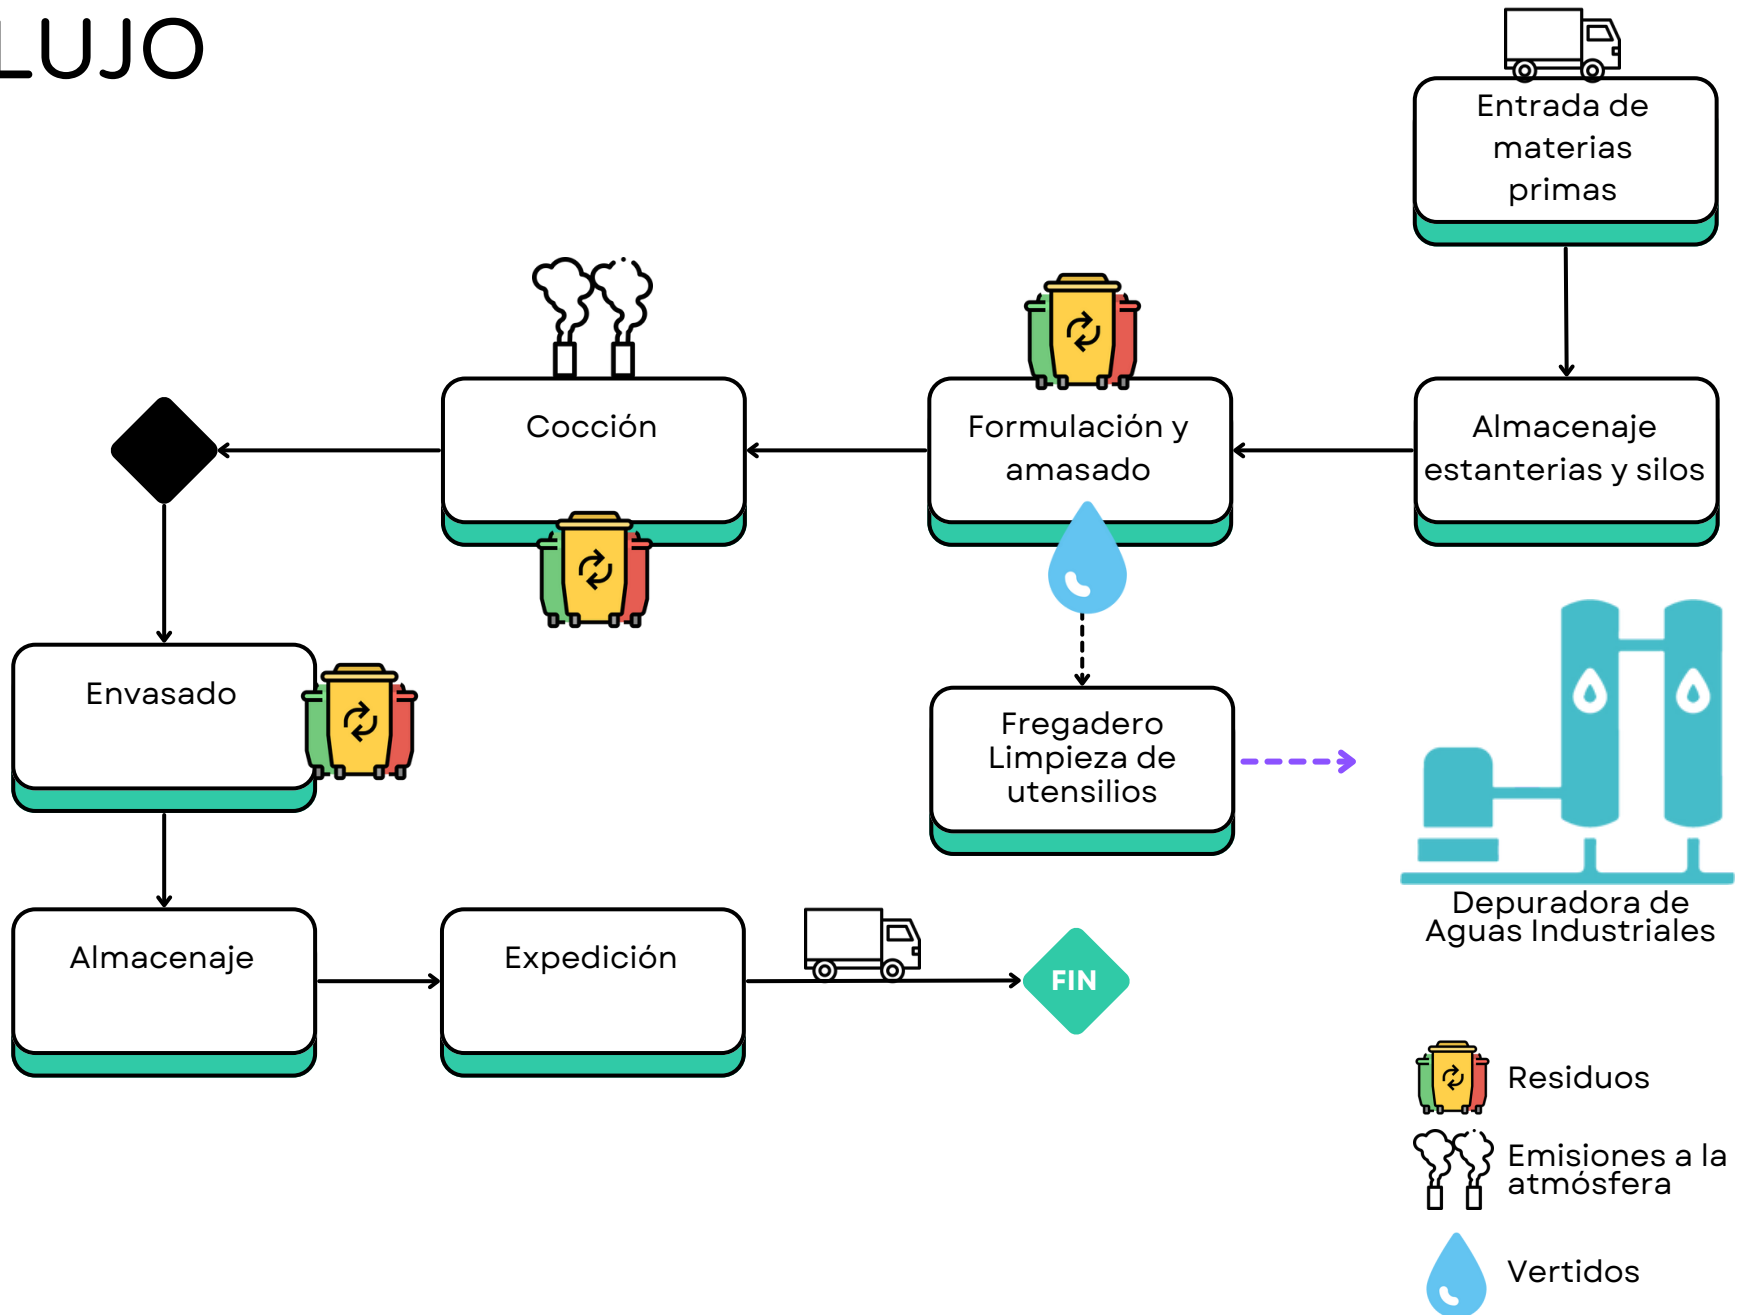 LUJO
Entrada de
materias
primas
Cocción
Formulación y
amasado
Almacenaje
estanterias y silos
Envasado
Fregadero
Limpieza de
utensilios
Depuradora de
Aguas Industriales
Almacenaje
Expedición
FIN
Residuos
Emisiones a la
atmósfera
Vertidos